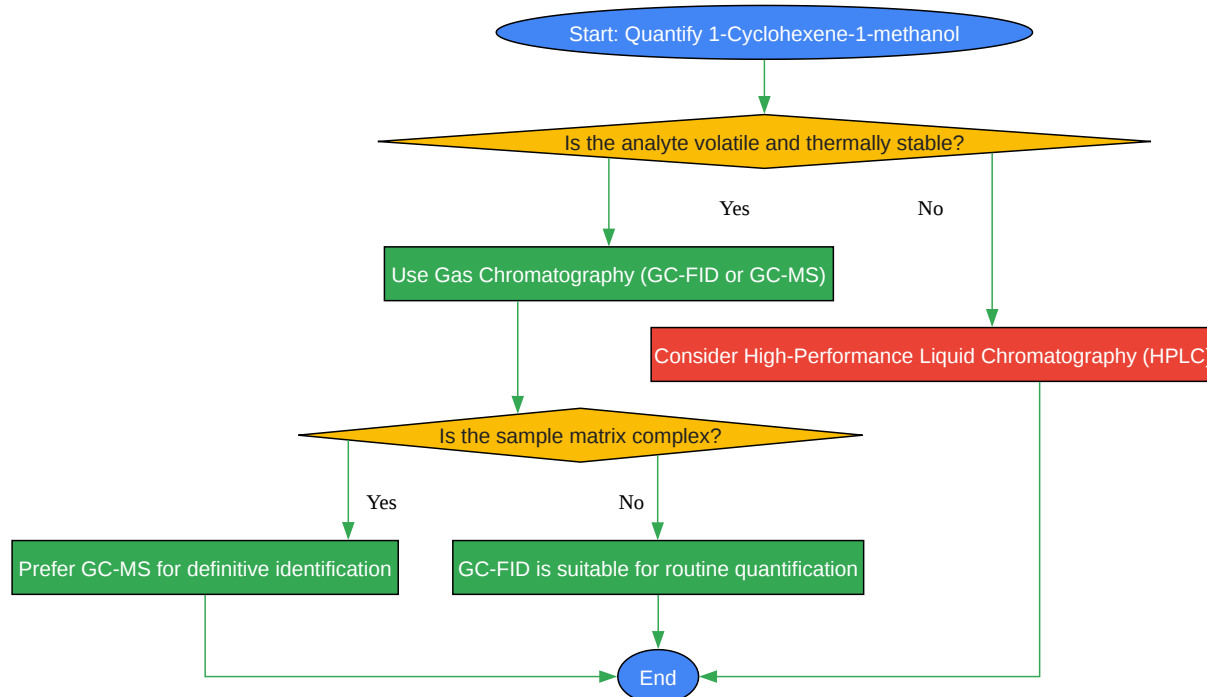 Start: Quantify 1-Cyclohexene-1-methanol
Is the analyte volatile and thermally stable?
Yes
No
Use Gas Chromatography (GC-FID or GC-MS)
Consider High-Performance Liquid Chromatography (HPLC)
Is the sample matrix complex?
Yes
No
Prefer GC-MS for definitive identification
GC-FID is suitable for routine quantification
End